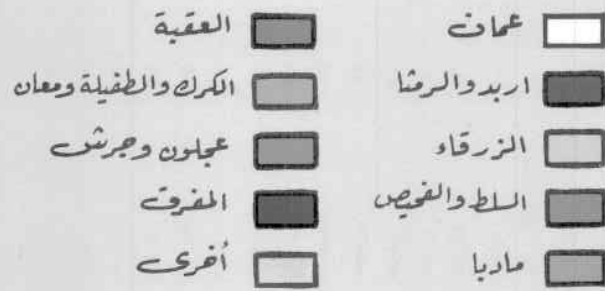 عمان
اربد والرمثا
الزرقاء
السلط والفحيص
مادبا
العقبة
الكرك والطفيلة ومعان
عجلون وجرش
المفرق
أخرى